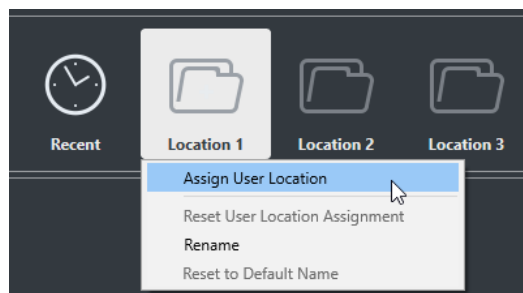 Recent
Location 1
Location 2
Location 3
Assign User Location
Reset User Location Assignment
Rename
Reset to Default Name